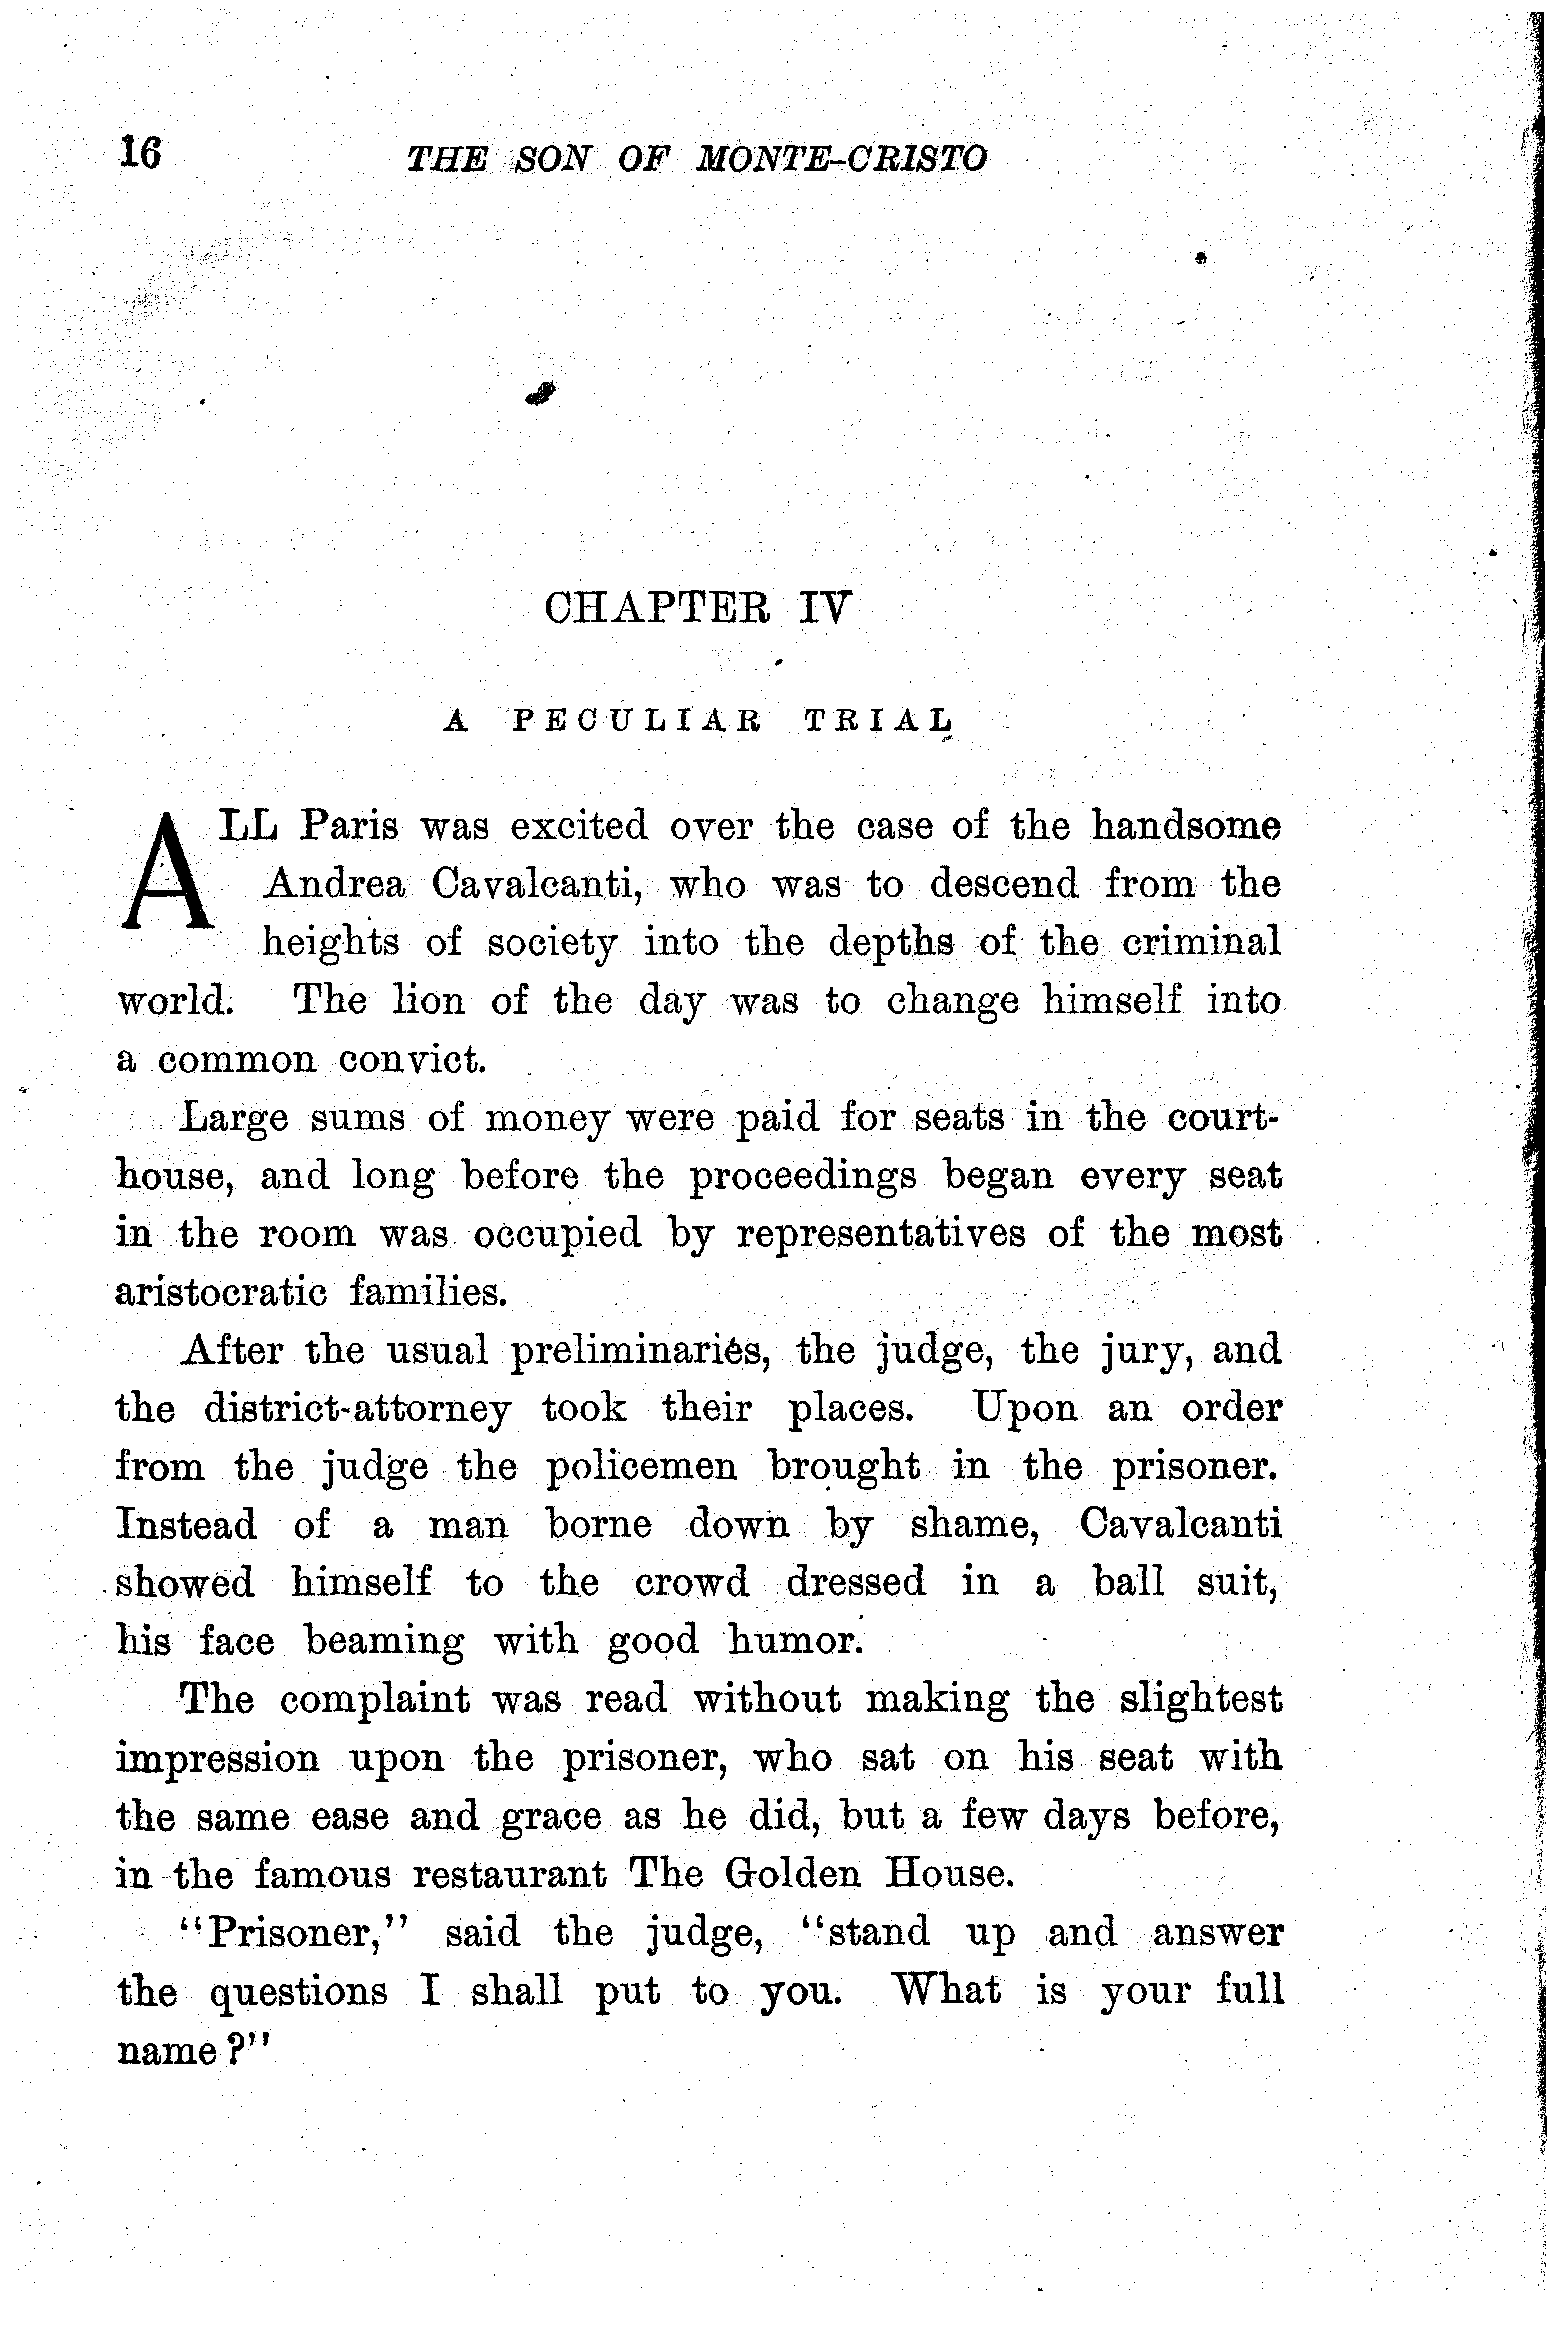 16 THE SON OF MONTE-CRISTO
CHAPTER IV
A PECULIAR TRIAL
ALL Paris was excited over the case of the handsome
Andrea Cavalcanti, who was to descend from the
heights of society into the depths of the criminal
world. The lion of the day was to change himself into
a common convict.
Large sums of money were paid for seats in the court-
house, and long before the proceedings began every seat
in the room was occupied by representatives of the most
aristocratic families.
After the usual preliminaries, the judge, the jury, and
the district-attorney took their places. Upon an order
from the judge the policemen brought in the prisoner.
Instead of a man borne down by shame, Cavalcanti
showed himself to the crowd dressed in a ball suit,
his face beaming with good humor.
The complaint was read without making the slightest
impression upon the prisoner, who sat on his seat with
the same ease and grace as he did, but a few days before,
in the famous restaurant The Golden House.
"Prisoner," said the judge, "stand up and answer
the questions I shall put to you. What is your full
name?"